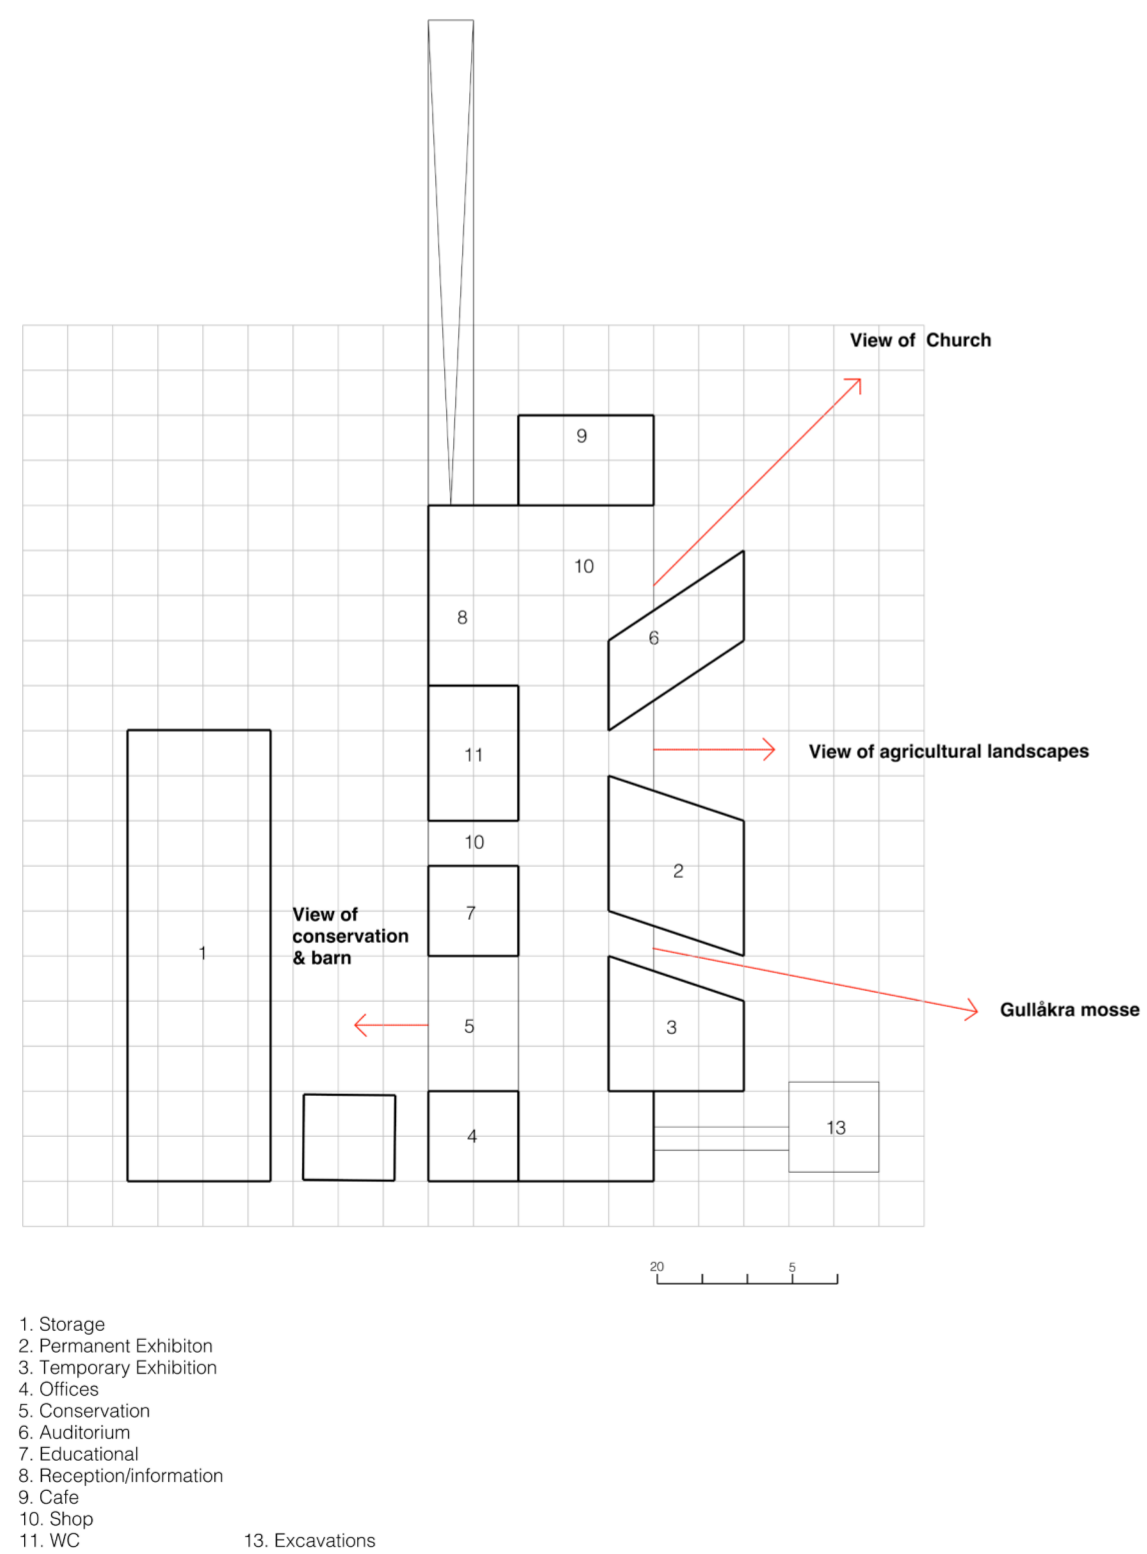 View of Church
9
10
8
6
11
View of agricultural landscapes
10
2
7
View of
conservation
& barn
1
5
3
Gullåkra mosse
4
13
20 5
1. Storage
2. Permanent Exhibiton
3. Temporary Exhibition
4. Offices
5. Conservation
6. Auditorium
7. Educational
8. Reception/information
9. Cafe
10. Shop
11. WC 13. Excavations